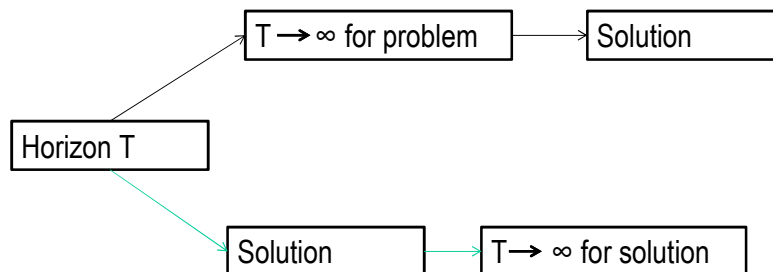 T → ∞ for problem
Solution
Horizon T
Solution
T → ∞ for solution